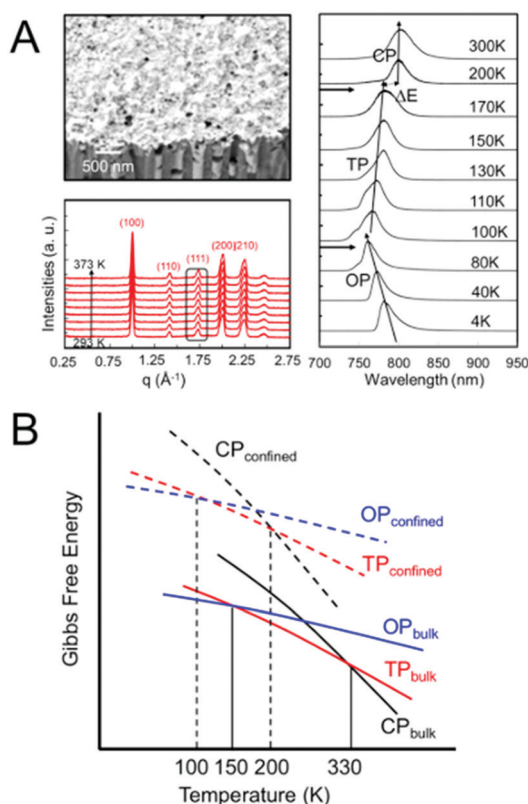 A
500 nm
Intensities (a. u.)
(100)
(110)
(111)
(200)
(210)
373 K
293 K
0.25 0.75 1.25 1.75 2.25 2.75
q (Å-1)
CP
ΔE
TP
OP
300K
200K
170K
150K
130K
110K
100K
80K
40K
4K
700 750 800 850 900 950
Wavelength (nm)
B
Gibbs Free Energy
CPconfined
OPconfined
TPconfined
OPbulk
TPbulk
CPbulk
100 150 200 330
Temperature (K)